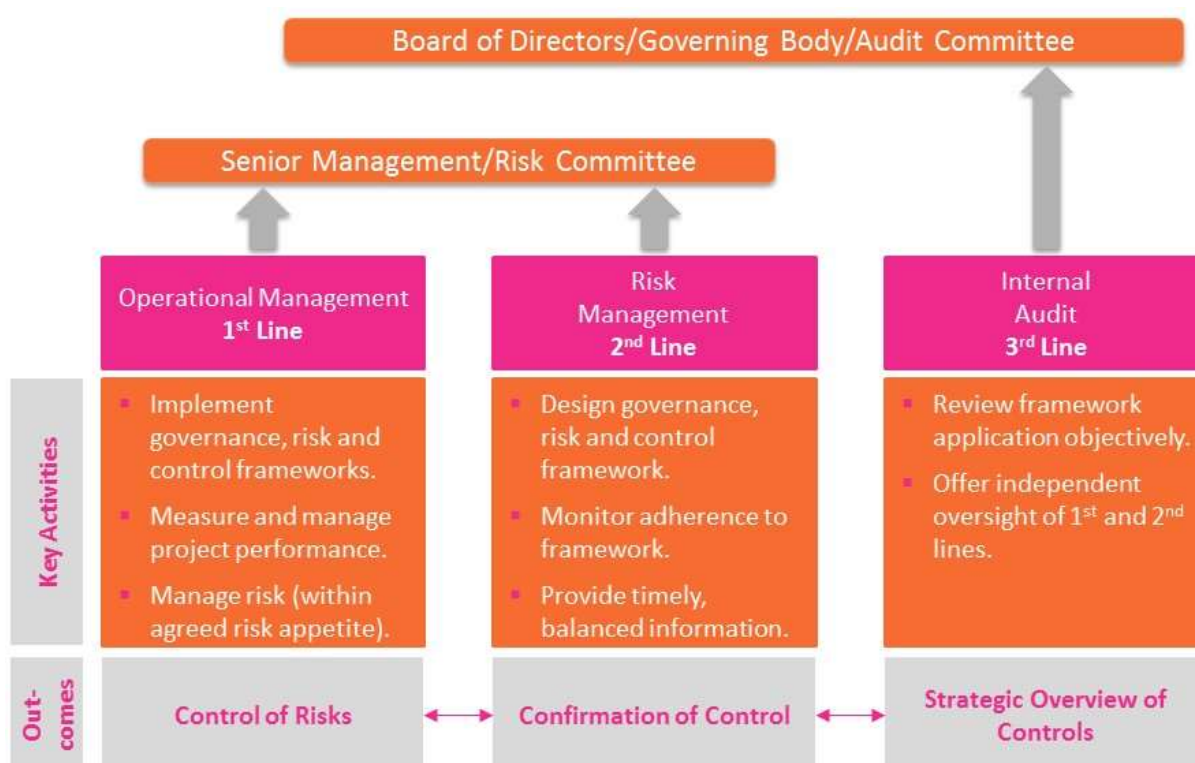 Board of Directors/Governing Body/Audit Committee
Senior Management/Risk Committee
Operational Management
1st Line
Risk
Management
2nd Line
Internal
Audit
3rd Line
Key Activities
Implement
governance, risk and
control frameworks.
Measure and manage
project performance.
Manage risk (within
agreed risk appetite).
Design governance,
risk and control
framework.
Monitor adherence to
framework.
Provide timely,
balanced information.
Review framework
application objectively.
Offer independent
oversight of 1st and 2nd
lines.
Out-
comes
Control of Risks
Confirmation of Control
Strategic Overview of
Controls